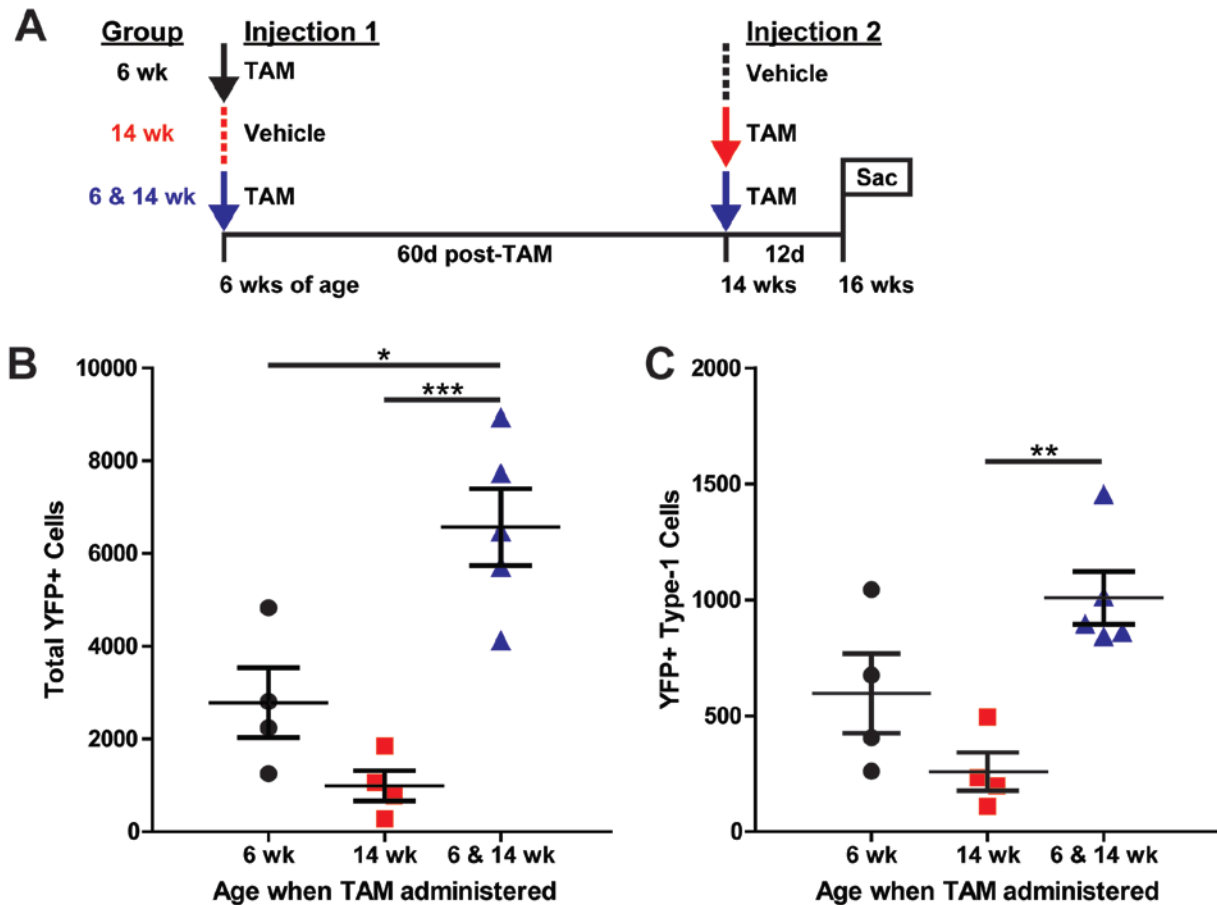 A
Group Injection 1 Injection 2
6 wk TAM Vehicle
14 wk Vehicle TAM
6 & 14 wk TAM TAM
Sac
60d post-TAM 12d
6 wks of age 14 wks 16 wks
B
*
***
Total YFP+ Cells
10000
8000
6000
4000
2000
0
6 wk 14 wk 6 & 14 wk
Age when TAM administered
C
**
YFP+ Type-1 Cells
2000
1500
1000
500
0
6 wk 14 wk 6 & 14 wk
Age when TAM administered